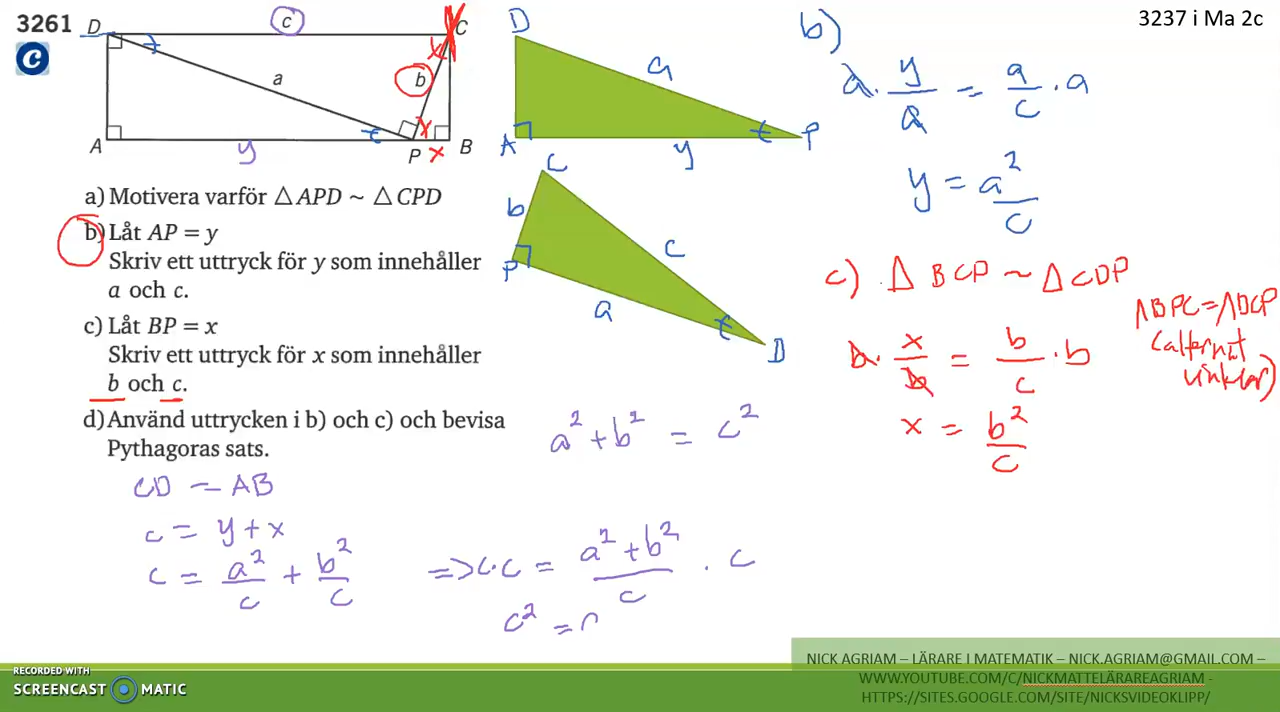 3261
D
c
C
x
a
b
x
A
y
P
x
B
D
a
A
y
P
C
b
c
P
a
D
3237 i Ma 2c
b)
a · y/a = a/c · a
y = a²/c
a) Motivera varför △APD ~ △CPD
b) Låt AP = y
Skriv ett uttryck för y som innehåller
a och c.
c) Låt BP = x
Skriv ett uttryck för x som innehåller
b och c.
d) Använd uttrycken i b) och c) och bevisa
Pythagoras sats.
c) △ BCP ~ △ CDP
ΛBPC = ΛDCP
(alternat
vinklar)
b · x/b = b/c · b
x = b²/c
a² + b² = c²
CD = AB
c = y + x
c = a²/c + b²/c
=> c·c = (a² + b²)/c · c
c² =
NICK AGRIAM – LÄRARE I MATEMATIK – NICK.AGRIAM@GMAIL.COM –
WWW.YOUTUBE.COM/C/NICKMATTELÄRAREAGRIAM -
HTTPS://SITES.GOOGLE.COM/SITE/NICKSVIDEOKLIPP/
RECORDED WITH
SCREENCAST MATIC